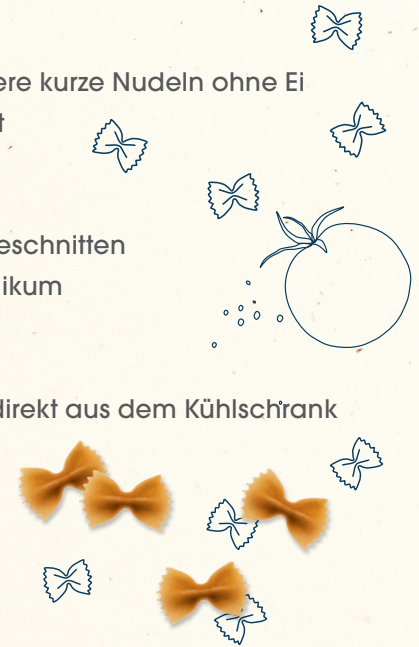 ere kurze Nudeln ohne Ei
t
eschnitten
ikum
direkt aus dem Kühlschrank